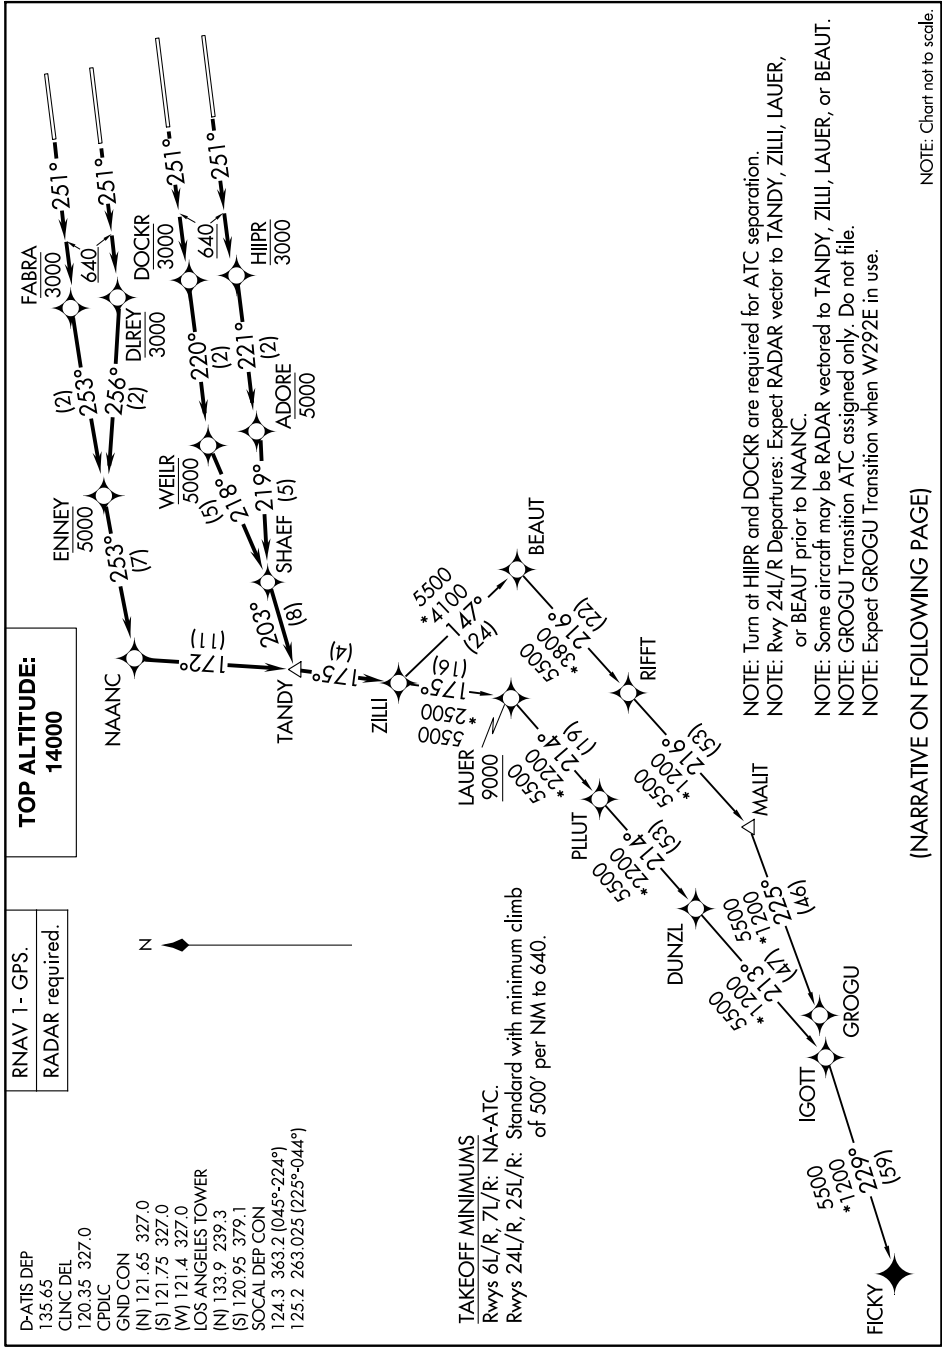 D-ATIS DEP
135.65
CLNC DEL
120.35 327.0
CPDLC
GND CON
(N) 121.65 327.0
(S) 121.75 327.0
(W) 121.4 327.0
LOS ANGELES TOWER
(N) 133.9 239.3
(S) 120.95 379.1
SOCAL DEP CON
124.3 363.2 (045°-224°)
125.2 263.025 (225°-044°)
RNAV 1 - GPS.
RADAR required.
TOP ALTITUDE:
14000
N
TAKEOFF MINIMUMS
Rwys 6L/R, 7L/R: NA-ATC.
Rwys 24L/R, 25L/R: Standard with minimum climb
of 500' per NM to 640.
FABRA
3000
251°
251°
640
DLREY
3000
(2)
253°
256°
(2)
ENNEY
5000
253°
(7)
NAANC
172°
(11)
DOCKR
3000
251°
251°
640
HIIPR
3000
220°
(2)
221°
(2)
WEILR
5000
ADORE
5000
218°
(5)
219°
(5)
SHAEF
203°
(8)
TANDY
175°
(4)
ZILLI
5500
*4100
147°
(24)
BEAUT
5500
*2500
175°
(16)
LAUER
9000
5500
*3800
216°
(22)
RIFFT
5500
*2200
214°
(19)
PLLUT
5500
*1200
216°
(53)
MALIT
5500
*2200
214°
(53)
DUNZL
5500
*1200
225°
(46)
GROGU
5500
*1200
213°
(47)
IGOTT
5500
*1200
229°
(59)
FICKY
NOTE: Turn at HIIPR and DOCKR are required for ATC separation.
NOTE: Rwy 24L/R Departures: Expect RADAR vector to TANDY, ZILLI, LAUER,
or BEAUT prior to NAANC.
NOTE: Some aircraft may be RADAR vectored to TANDY, ZILLI, LAUER, or BEAUT.
NOTE: GROGU Transition ATC assigned only. Do not file.
NOTE: Expect GROGU Transition when W292E in use.
(NARRATIVE ON FOLLOWING PAGE)
NOTE: Chart not to scale.